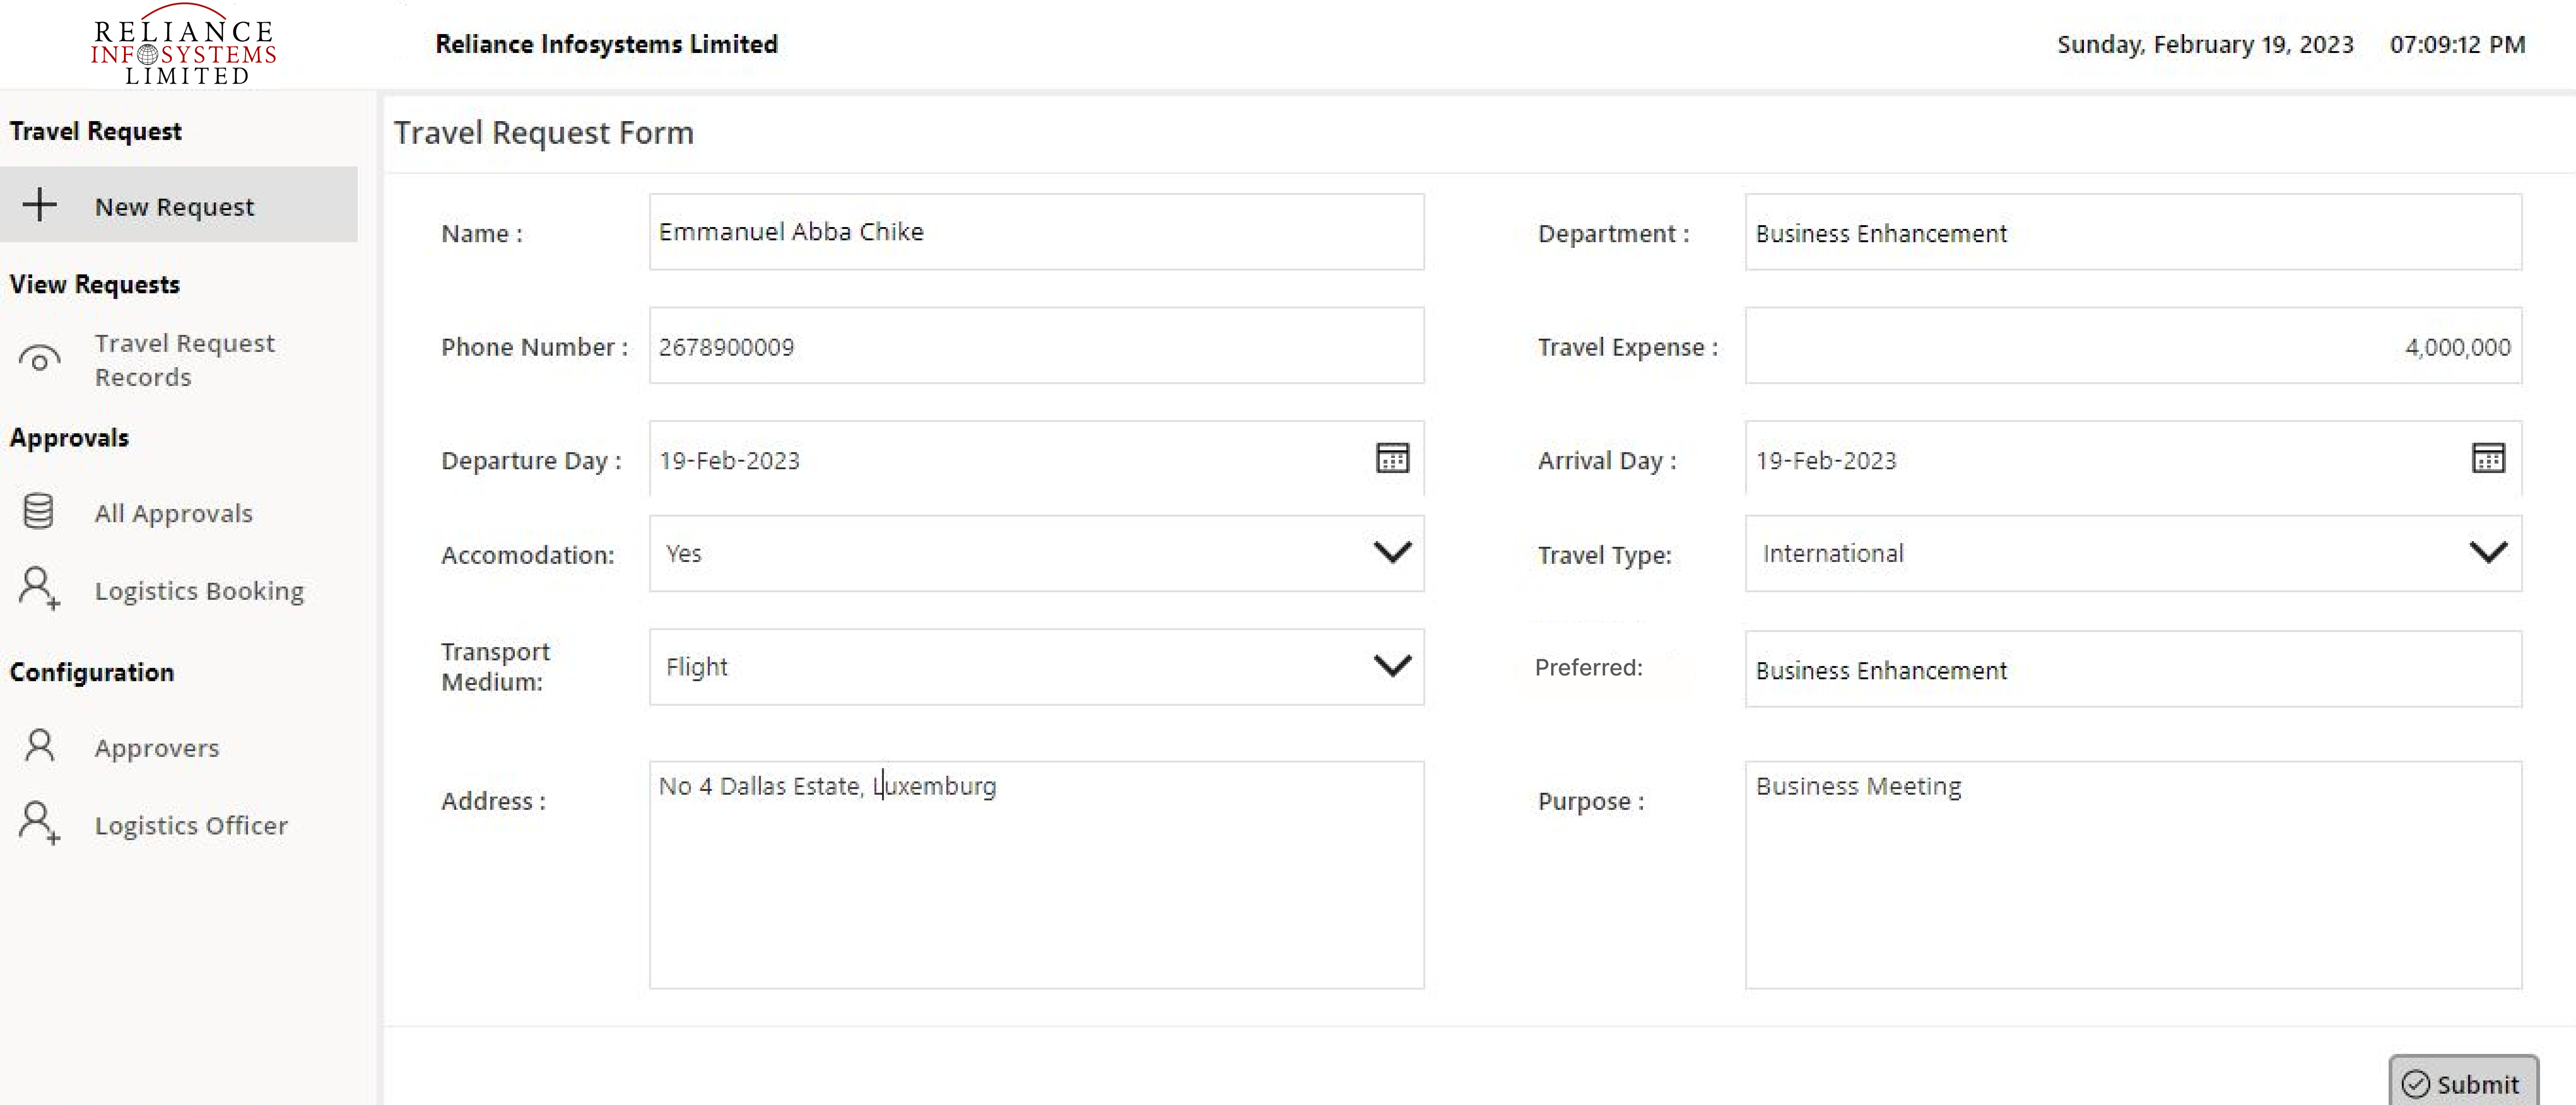 RELIANCE
INFOSYSTEMS
LIMITED
Reliance Infosystems Limited
Sunday, February 19, 2023 07:09:12 PM
Travel Request
New Request
View Requests
Travel Request
Records
Approvals
All Approvals
Logistics Booking
Configuration
Approvers
Logistics Officer
Travel Request Form
Name : Emmanuel Abba Chike
Department : Business Enhancement
Phone Number : 2678900009
Travel Expense : 4,000,000
Departure Day : 19-Feb-2023
Arrival Day : 19-Feb-2023
Accomodation: Yes
Travel Type: International
Transport
Medium: Flight
Preferred: Business Enhancement
Address : No 4 Dallas Estate, Luxemburg
Purpose : Business Meeting
Submit